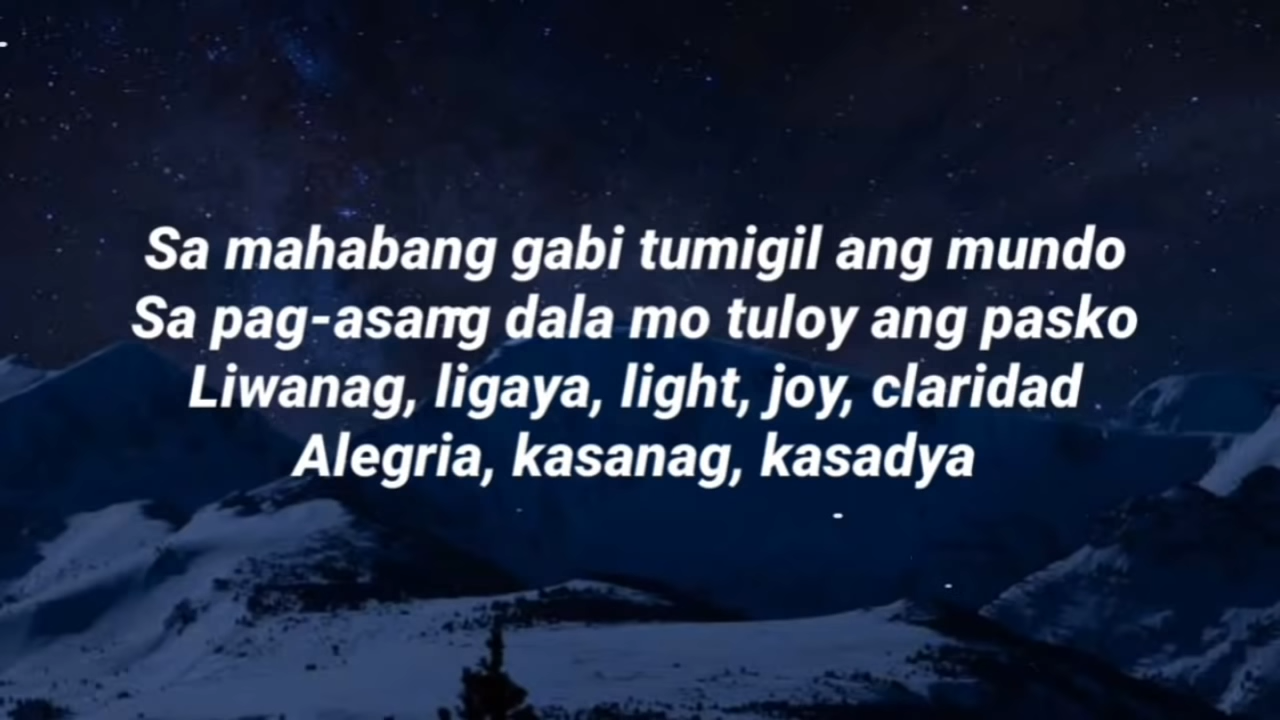 Sa mahabang gabi tumigil ang mundo
Sa pag-asang dala mo tuloy ang pasko
Liwanag, ligaya, light, joy, claridad
Alegria, kasanag, kasadya